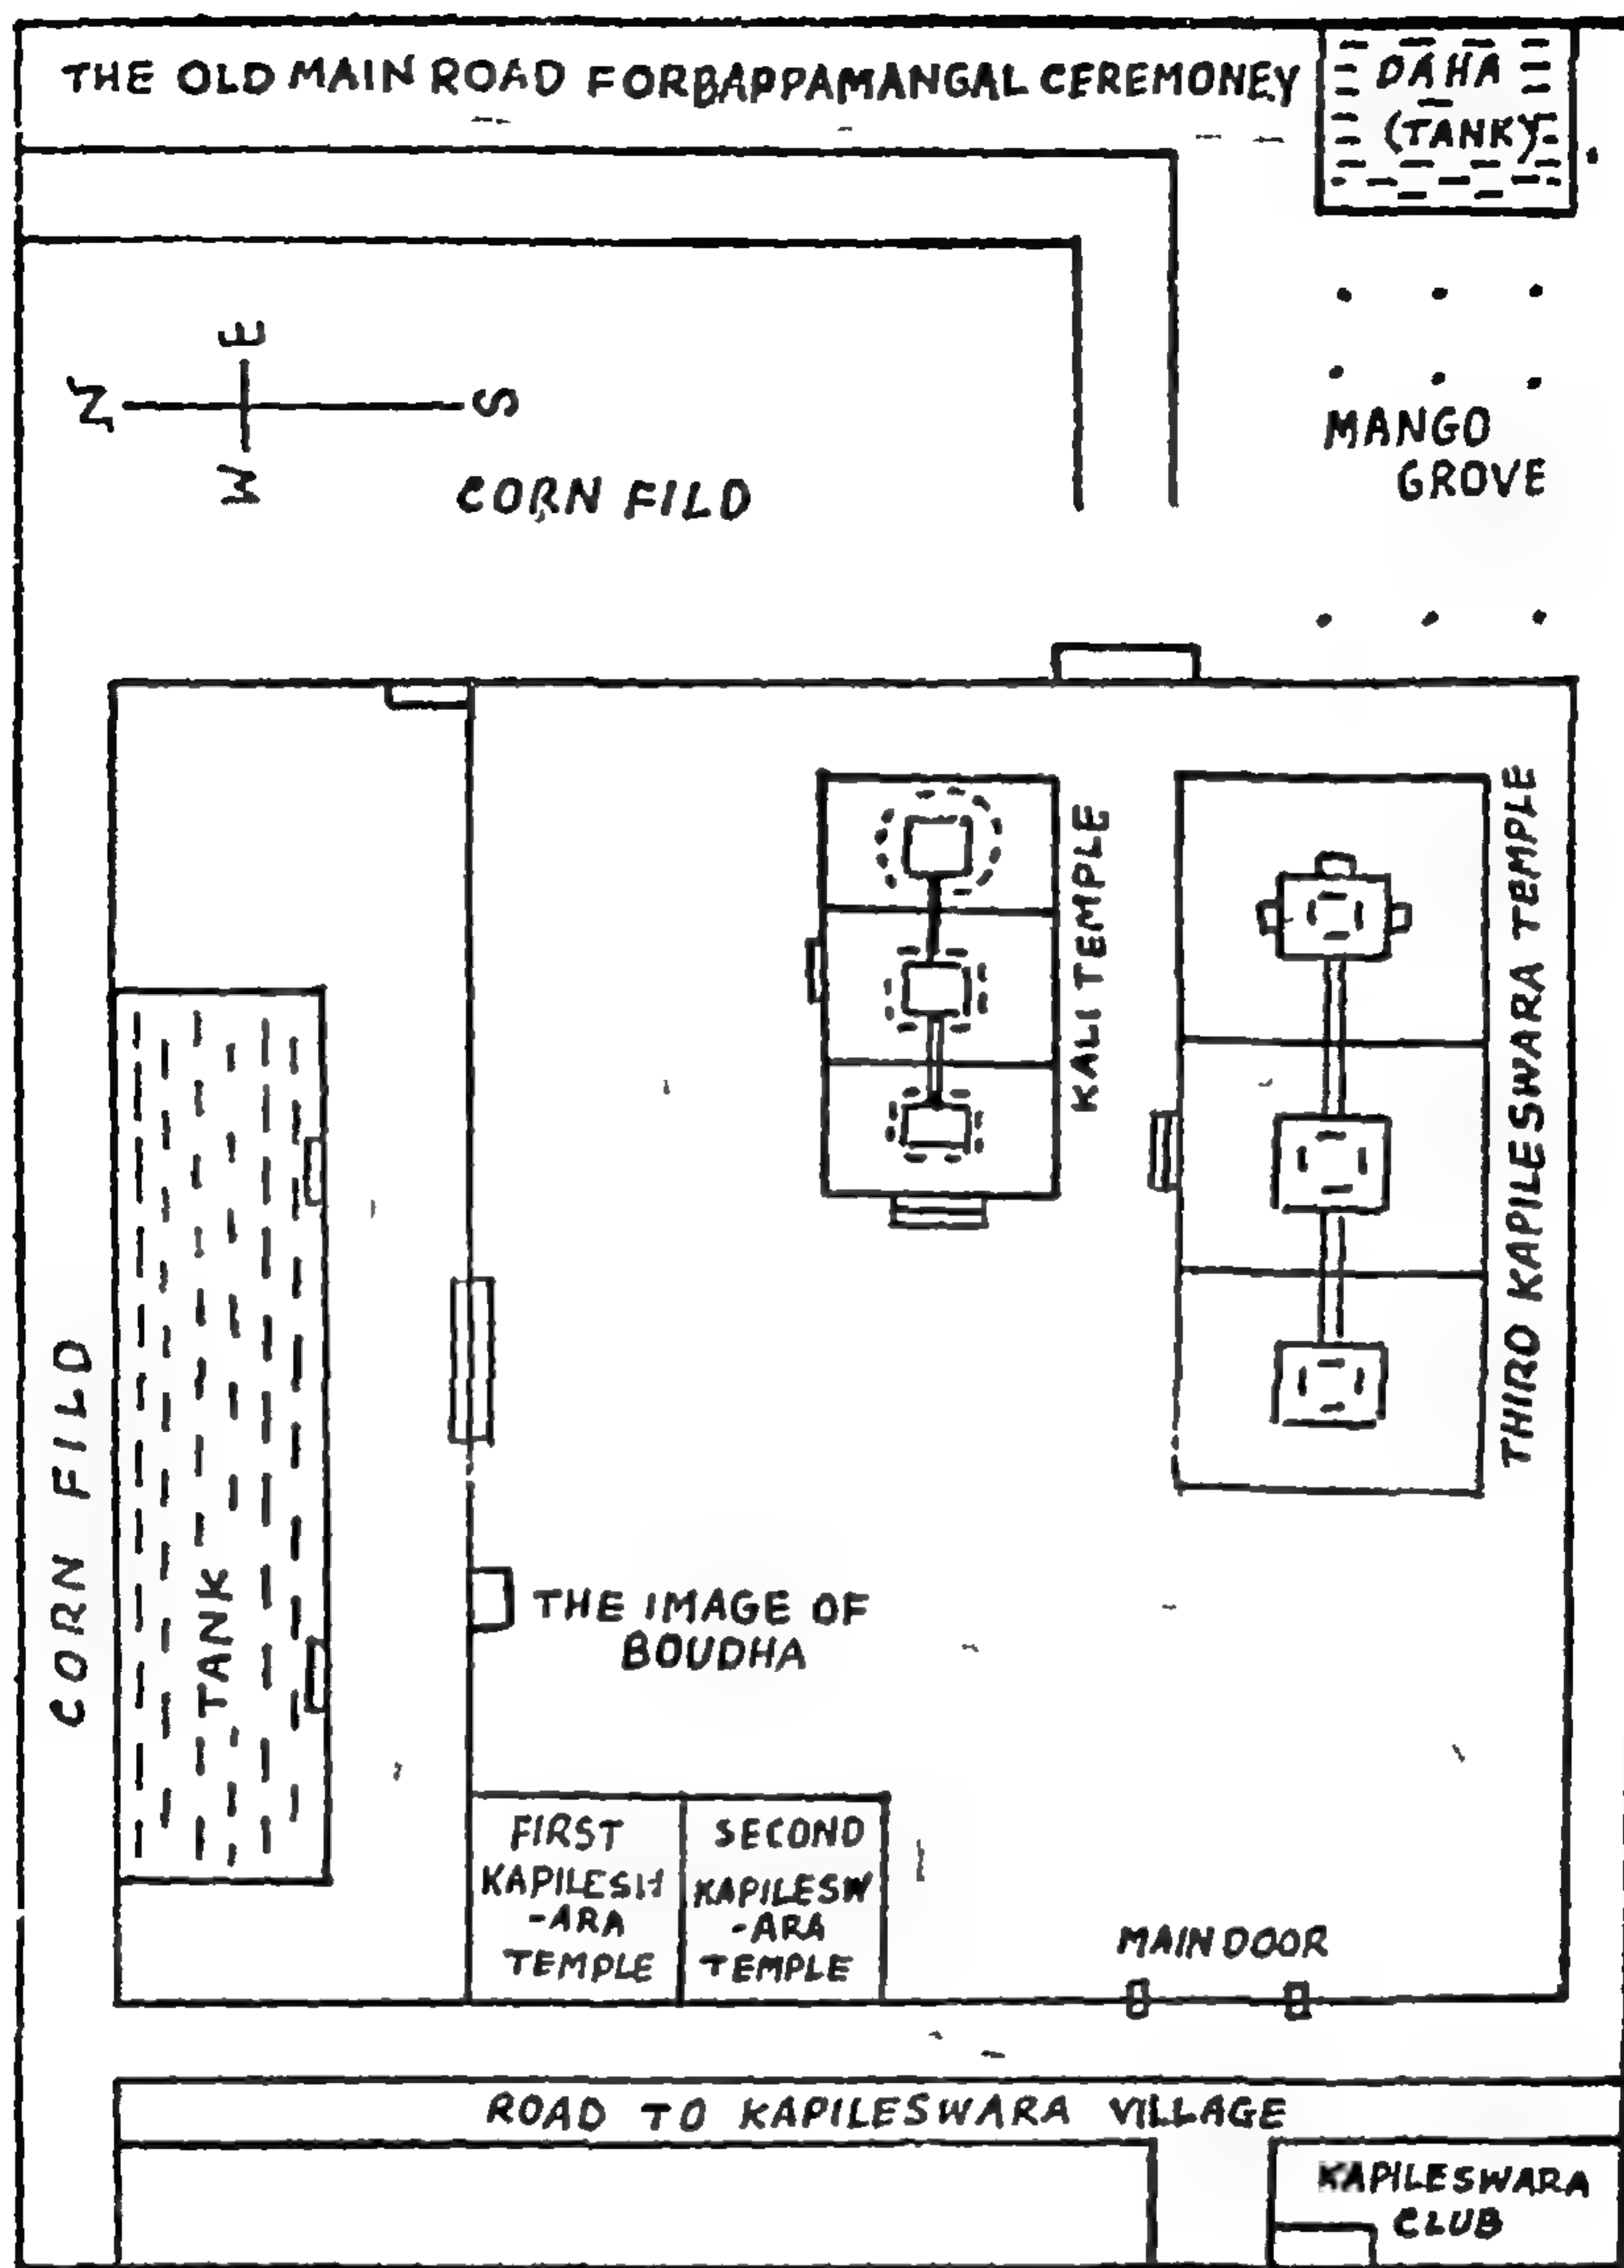 THE OLD MAIN ROAD FORBAPPAMANGAL CEREMONEY
DAHA
(TANK)
E
N
S
W
CORN FILD
MANGO
GROVE
KALI TEMPLE
THIRO KAPILESWARA TEMPLE
CORN FILD
TANK
THE IMAGE OF
BOUDHA
FIRST
KAPILESH
-ARA
TEMPLE
SECOND
KAPILESW
-ARA
TEMPLE
MAIN DOOR
ROAD TO KAPILESWARA VILLAGE
KAPILESWARA
CLUB